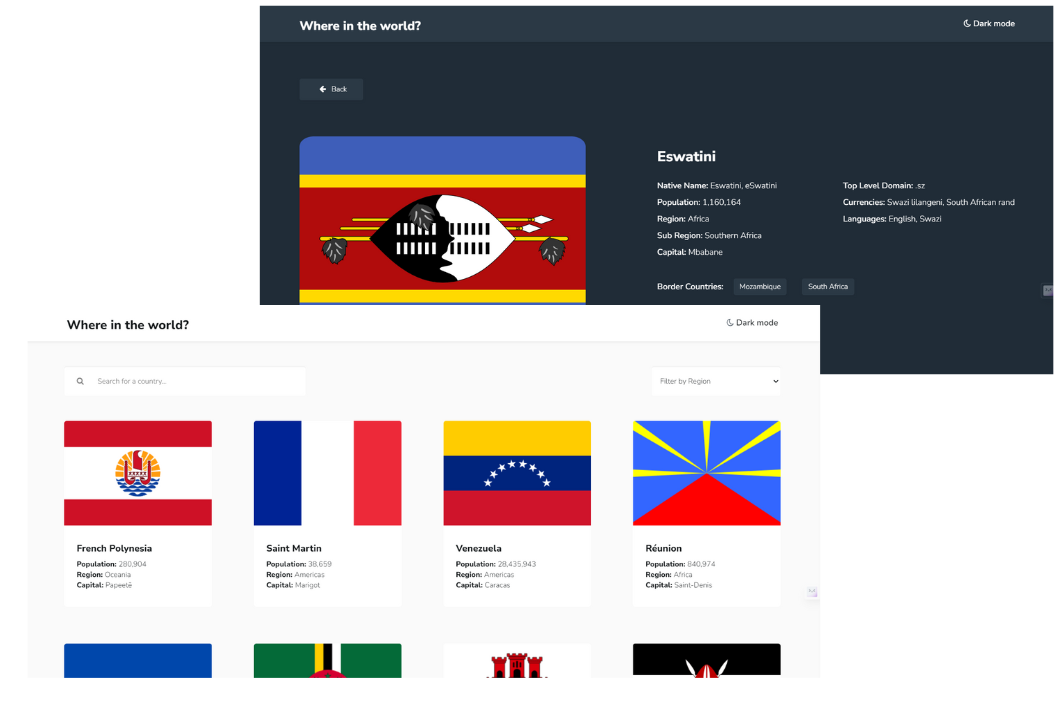 Where in the world?
Dark mode
Back
Eswatini
Native Name: Eswatini, eSwatini
Population: 1,160,164
Region: Africa
Sub Region: Southern Africa
Capital: Mbabane
Top Level Domain: .sz
Currencies: Swazi lilangeni, South African rand
Languages: English, Swazi
Border Countries: Mozambique South Africa
Where in the world?
Dark mode
Search for a country...
Filter by Region
French Polynesia
Population: 280,904
Region: Oceania
Capital: Papeetē
Saint Martin
Population: 38,659
Region: Americas
Capital: Marigot
Venezuela
Population: 28,435,943
Region: Americas
Capital: Caracas
Réunion
Population: 840,974
Region: Africa
Capital: Saint-Denis